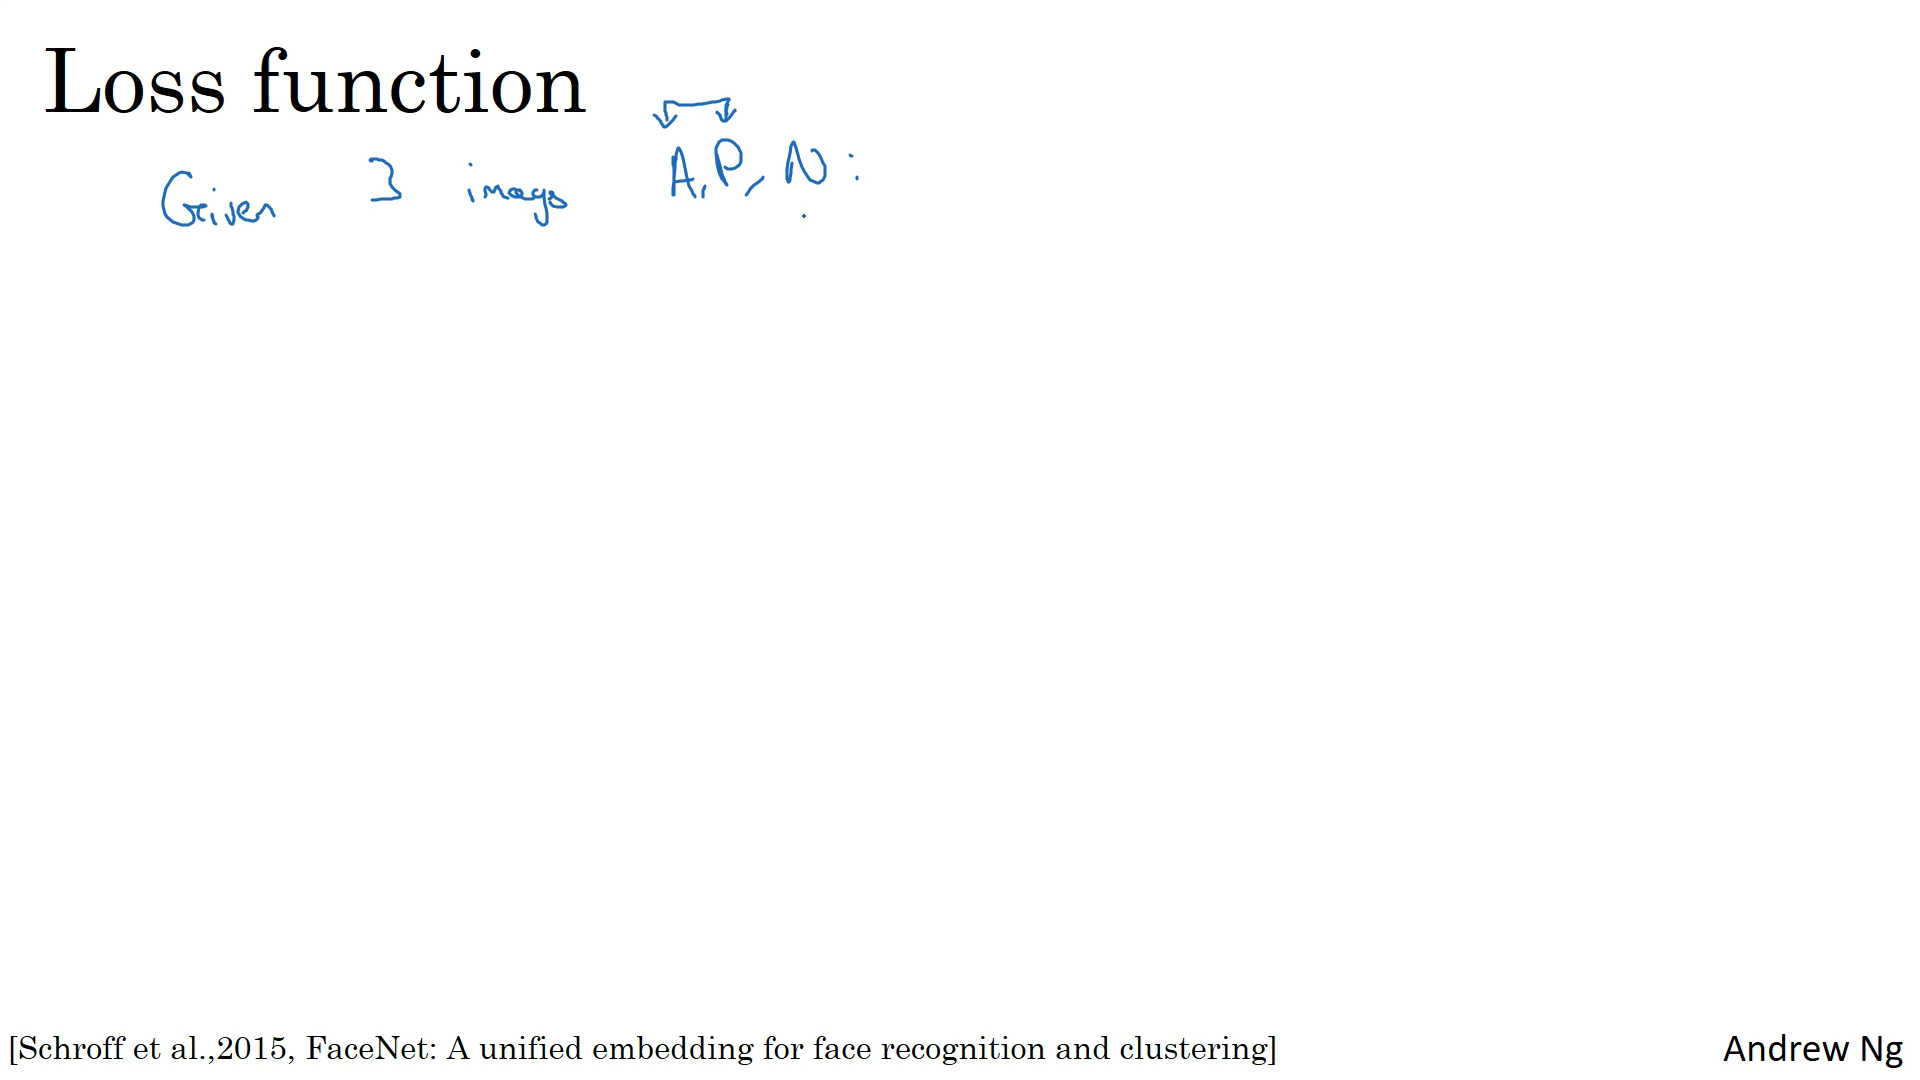 Loss function
Given 3 images A, P, N:
[Schroff et al.,2015, FaceNet: A unified embedding for face recognition and clustering]
Andrew Ng